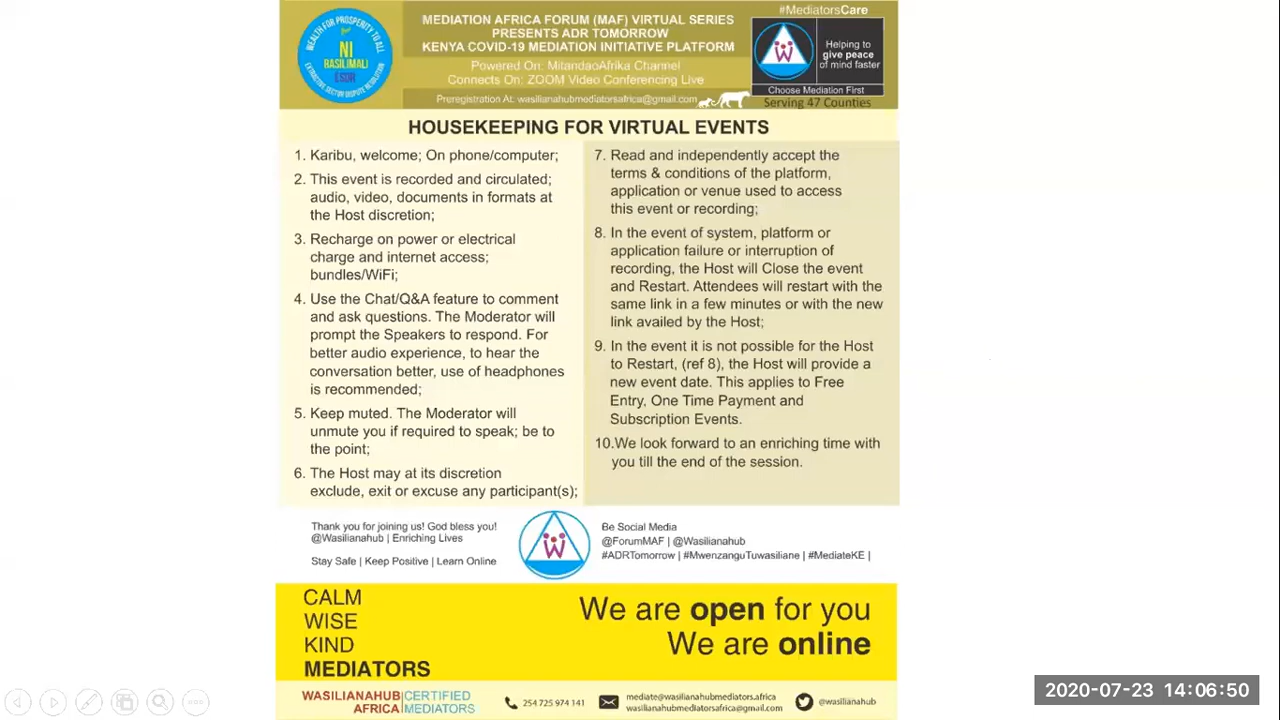 WEALTH FOR PROSPERITY TO ALL
NI
BASILIMALI
ESDR
MEDIATION AFRICA FORUM (MAF) VIRTUAL SERIES
PRESENTS ADR TOMORROW
KENYA COVID-19 MEDIATION INITIATIVE PLATFORM
Powered On: MitandaoAfrika Channel
Connects On: ZOOM Video Conferencing Live
Preregistration At: wasilianahubmediatorsafrica@gmail.com
#MediatorsCare
Helping to
give peace
of mind faster
Choose Mediation First
Serving 47 Counties
HOUSEKEEPING FOR VIRTUAL EVENTS
1. Karibu, welcome; On phone/computer;
2. This event is recorded and circulated;
audio, video, documents in formats at
the Host discretion;
3. Recharge on power or electrical
charge and internet access;
bundles/WiFi;
4. Use the Chat/Q&A feature to comment
and ask questions. The Moderator will
prompt the Speakers to respond. For
better audio experience, to hear the
conversation better, use of headphones
is recommended;
5. Keep muted. The Moderator will
unmute you if required to speak; be to
the point;
6. The Host may at its discretion
exclude, exit or excuse any participant(s);
7. Read and independently accept the
terms & conditions of the platform,
application or venue used to access
this event or recording;
8. In the event of system, platform or
application failure or interruption of
recording, the Host will Close the event
and Restart. Attendees will restart with the
same link in a few minutes or with the new
link availed by the Host;
9. In the event it is not possible for the Host
to Restart, (ref 8), the Host will provide a
new event date. This applies to Free
Entry, One Time Payment and
Subscription Events.
10.We look forward to an enriching time with
you till the end of the session.
Thank you for joining us! God bless you!
@Wasilianahub | Enriching Lives
Stay Safe | Keep Positive | Learn Online
Be Social Media
@ForumMAF | @Wasilianahub
#ADRTomorrow | #MwenzanguTuwasiliane | #MediateKE |
CALM
WISE
KIND
MEDIATORS
We are open for you
We are online
WASILIANAHUB AFRICA
CERTIFIED MEDIATORS
254 725 974 141
mediate@wasilianahubmediators.africa
wasilianahubmediatorsafrica@gmail.com
@wasilianahub
2020-07-23 14:06:50